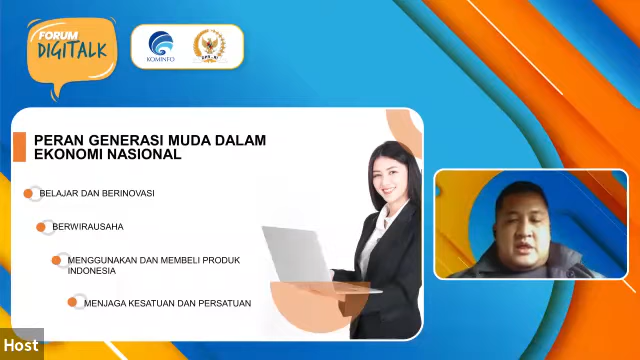 FORUM
DIGITALK
KOMINFO
PERAN GENERASI MUDA DALAM
EKONOMI NASIONAL
BELAJAR DAN BERINOVASI
BERWIRAUSAHA
MENGGUNAKAN DAN MEMBELI PRODUK
INDONESIA
MENJAGA KESATUAN DAN PERSATUAN
Host